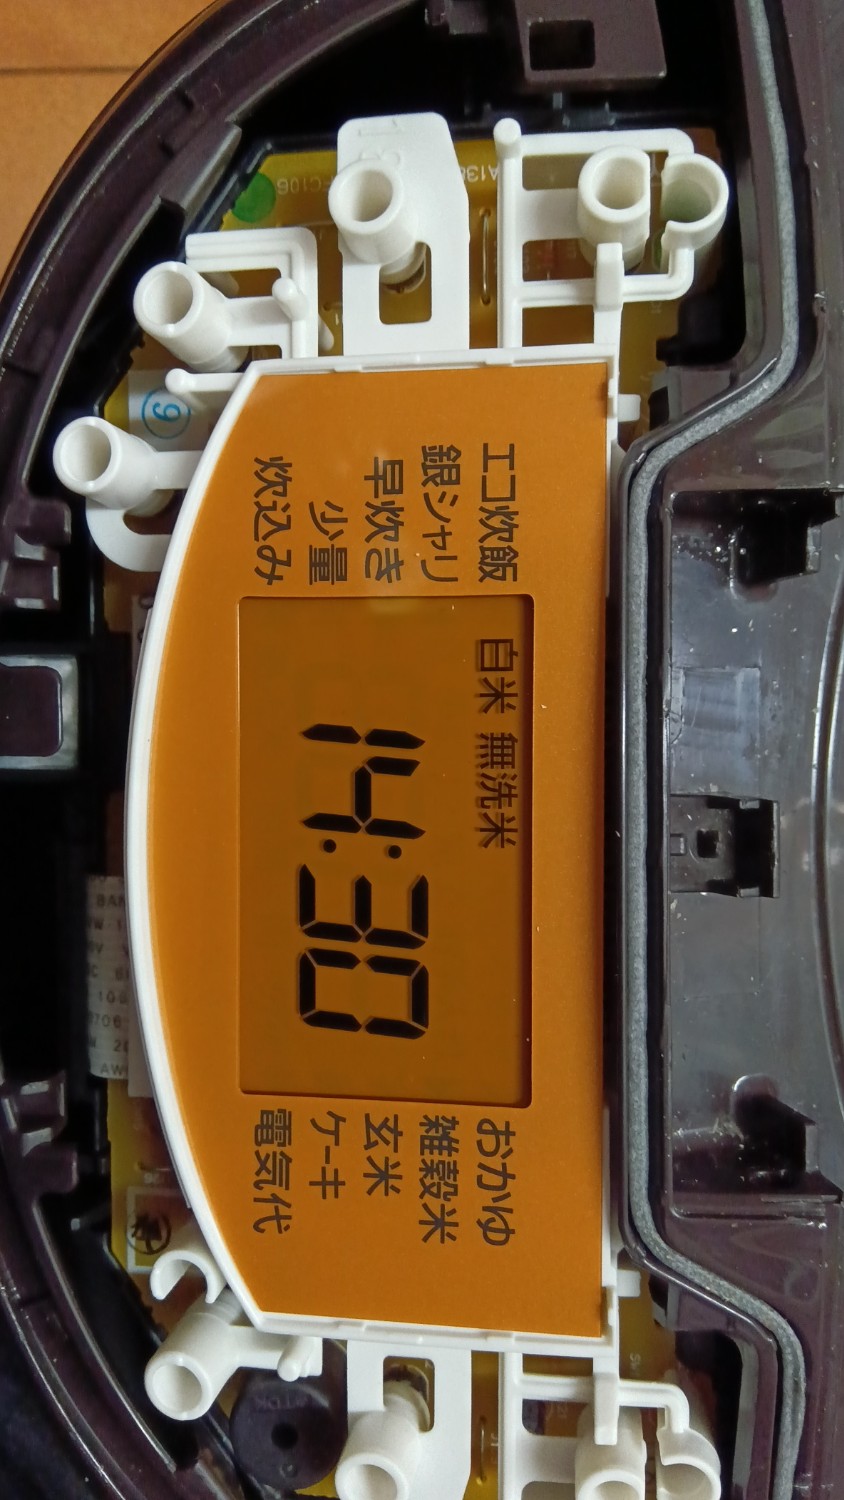 エコ炊飯
銀シャリ
早炊き
少量
炊込み
白米 無洗米
14:30
おかゆ
雑穀米
玄米
ケーキ
電気代
9
TDK